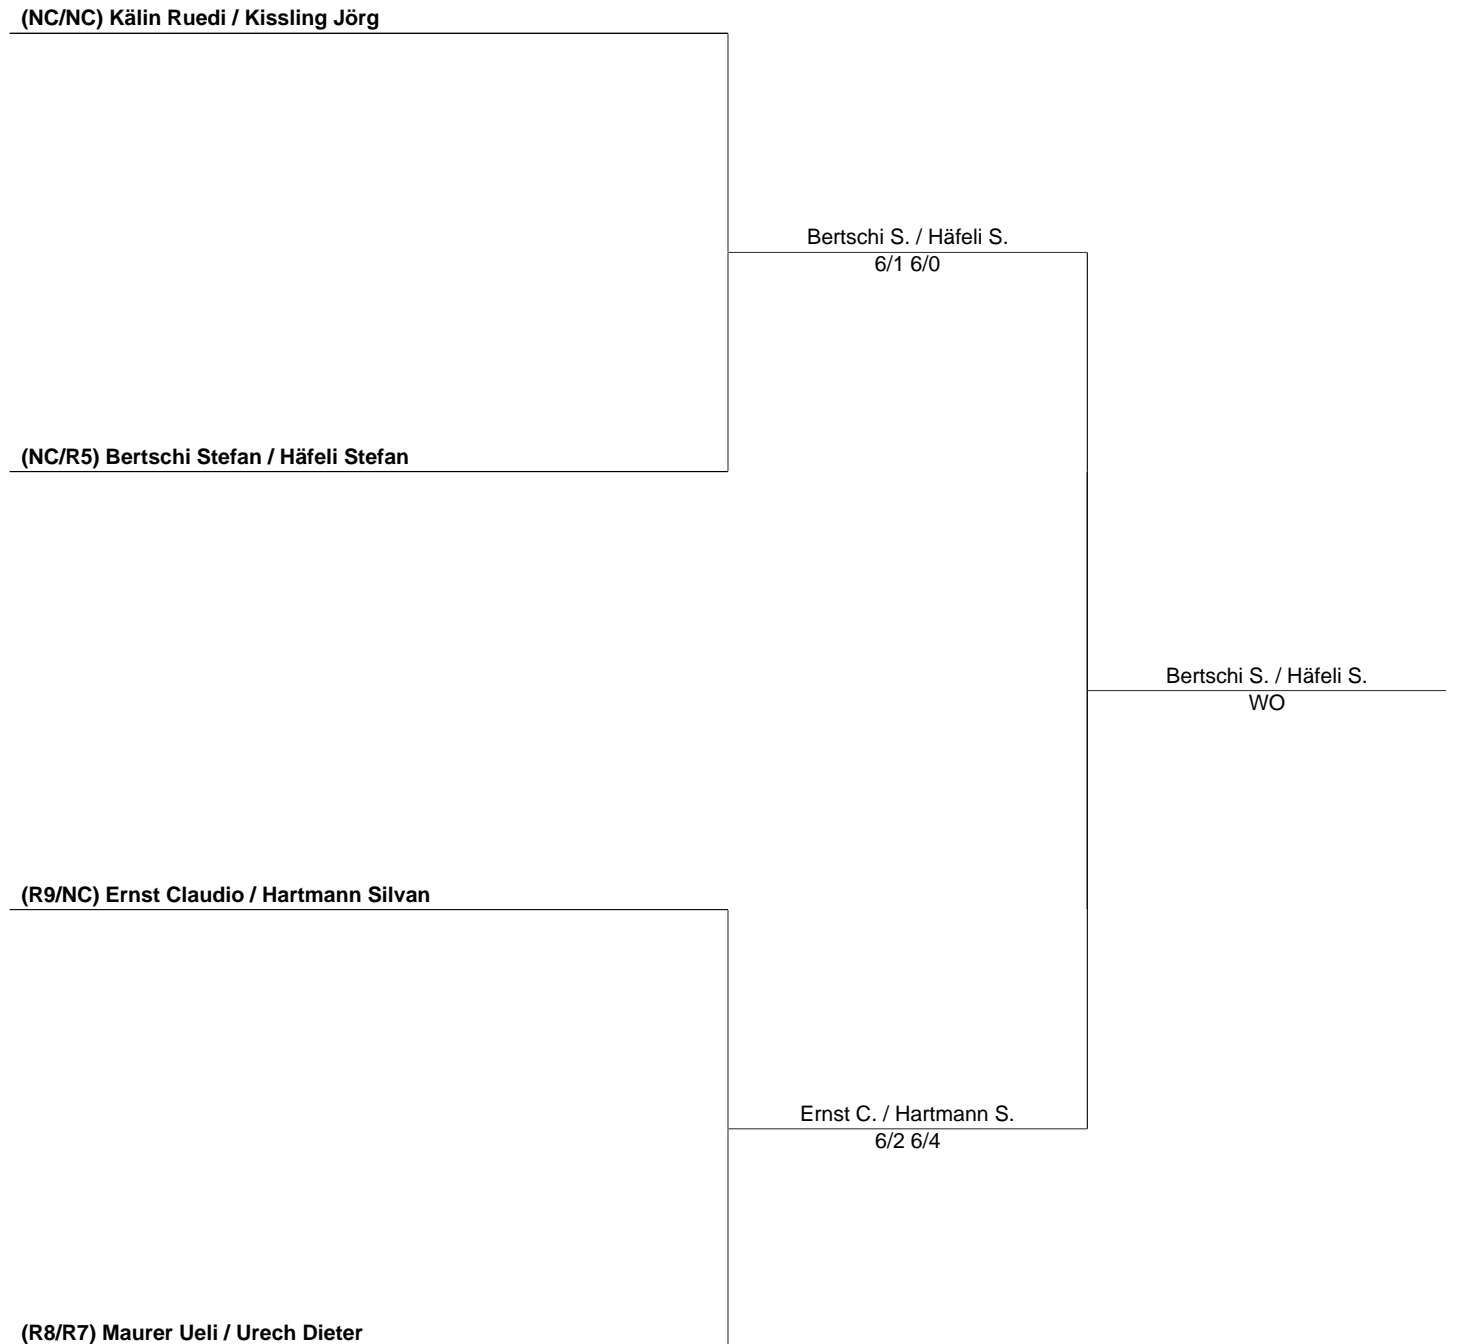 (NC/NC) Kälin Ruedi / Kissling Jörg
Bertschi S. / Häfeli S.
6/1 6/0
(NC/R5) Bertschi Stefan / Häfeli Stefan
Bertschi S. / Häfeli S.
WO
(R9/NC) Ernst Claudio / Hartmann Silvan
Ernst C. / Hartmann S.
6/2 6/4
(R8/R7) Maurer Ueli / Urech Dieter